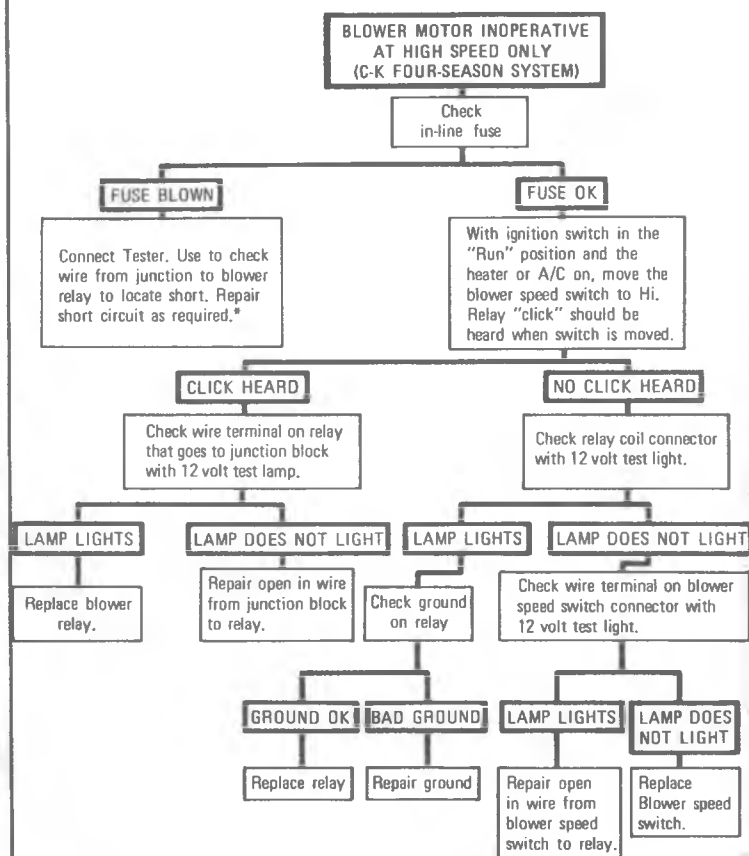 BLOWER MOTOR INOPERATIVE
AT HIGH SPEED ONLY
(C-K FOUR-SEASON SYSTEM)
Check
in-line fuse
FUSE BLOWN
FUSE OK
Connect Tester. Use to check
wire from junction to blower
relay to locate short. Repair
short circuit as required.*
With ignition switch in the
"Run" position and the
heater or A/C on, move the
blower speed switch to Hi.
Relay "click" should be
heard when switch is moved.
CLICK HEARD
NO CLICK HEARD
Check wire terminal on relay
that goes to junction block
with 12 volt test lamp.
Check relay coil connector
with 12 volt test light.
LAMP LIGHTS
LAMP DOES NOT LIGHT
LAMP LIGHTS
LAMP DOES NOT LIGHT
Replace blower
relay.
Repair open in wire
from junction block
to relay.
Check ground
on relay
Check wire terminal on blower
speed switch connector with
12 volt test light.
GROUND OK
BAD GROUND
LAMP LIGHTS
LAMP DOES
NOT LIGHT
Replace relay
Repair ground
Repair open
in wire from
blower speed
switch to relay.
Replace
Blower speed
switch.